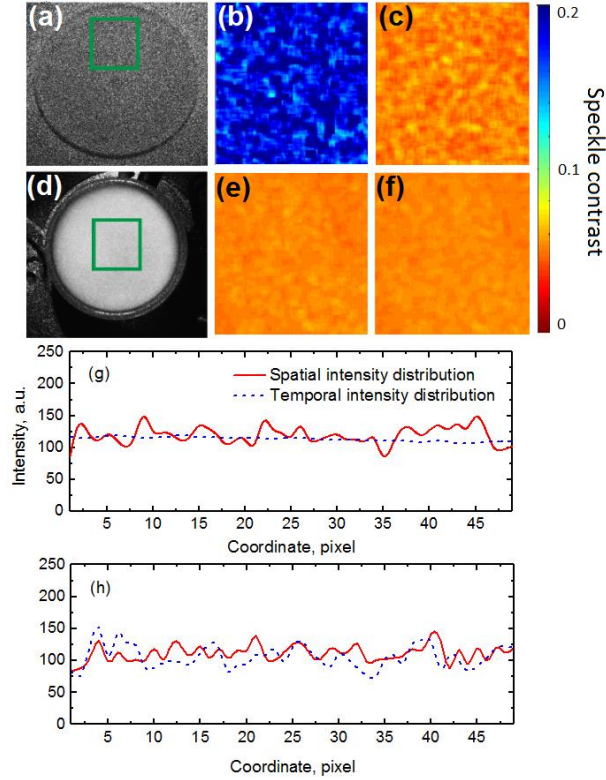 (a) (b) (c) 0.2
(d) (e) (f) 0.1
Speckle contrast
0
250
(g)
Spatial intensity distribution
200
Temporal intensity distribution
150
100
50
0
Intensity, a.u.
5 10 15 20 25 30 35 40 45
Coordinate, pixel
250
(h)
200
150
100
50
0
5 10 15 20 25 30 35 40 45
Coordinate, pixel